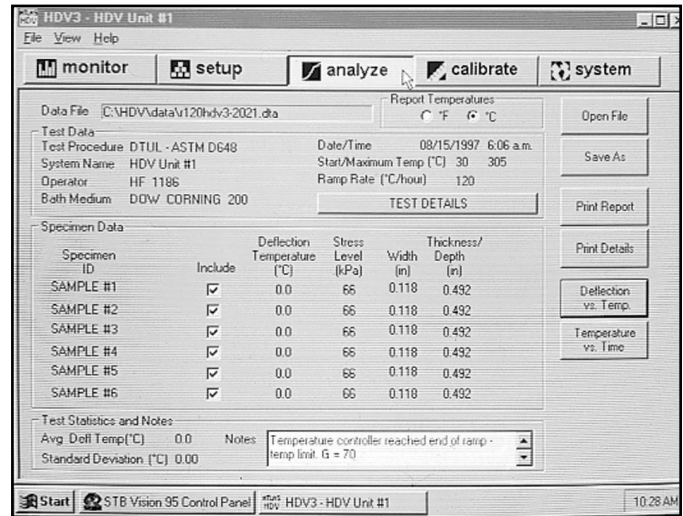 HDV3 - HDV Unit #1
File View Help
monitor setup analyze calibrate system
Data File C:\HDV\data\r120hdv3-2021.dta
Report Temperatures
°F °C
Open File
Test Data
Test Procedure DTUL - ASTM D648
Date/Time 08/15/1997 6:06 a.m.
System Name HDV Unit #1
Start/Maximum Temp (°C) 30 305
Save As
Operator HF 1186
Ramp Rate (°C/hour) 120
Bath Medium DOW CORNING 200
TEST DETAILS
Print Report
Specimen Data
Specimen ID Include Deflection Temperature (°C) Stress Level (kPa) Width (in) Thickness/Depth (in)
Print Details
SAMPLE #1 0.0 66 0.118 0.492
Deflection vs. Temp.
SAMPLE #2 0.0 66 0.118 0.492
SAMPLE #3 0.0 66 0.118 0.492
Temperature vs. Time
SAMPLE #4 0.0 66 0.118 0.492
SAMPLE #5 0.0 66 0.118 0.492
SAMPLE #6 0.0 66 0.118 0.492
Test Statistics and Notes
Avg Defl Temp(°C) 0.0
Notes Temperature controller reached end of ramp -
temp limit. G = 70
Standard Deviation (°C) 0.00
Start STB Vision 95 Control Panel HDV HDV3 - HDV Unit #1 10:28 AM